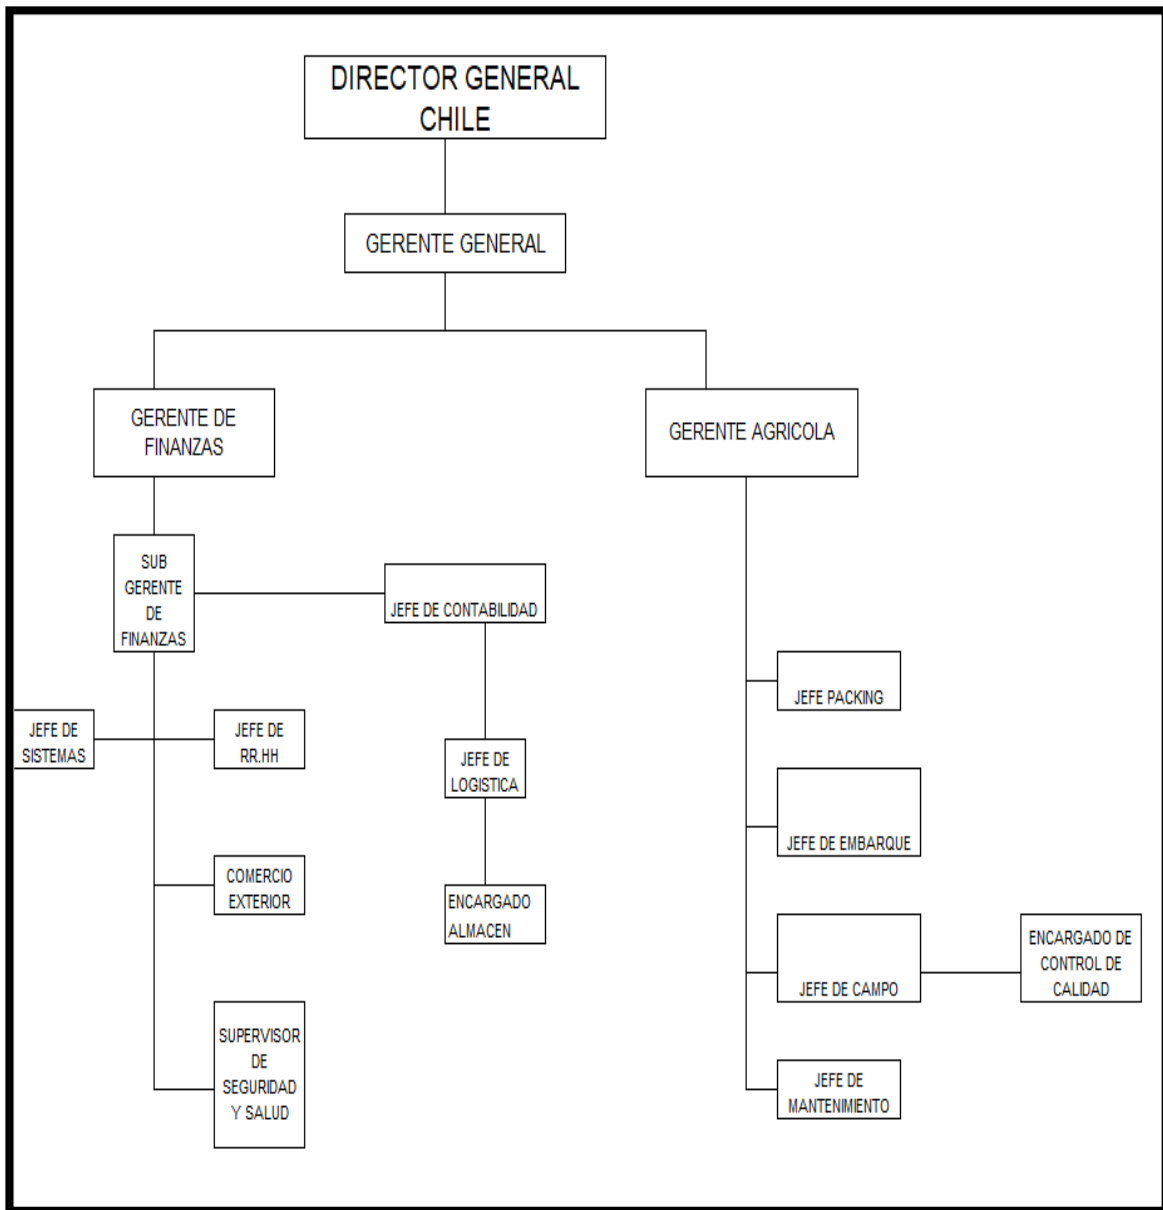 DIRECTOR GENERAL
CHILE
GERENTE GENERAL
GERENTE DE
FINANZAS
GERENTE AGRICOLA
SUB
GERENTE
DE
FINANZAS
JEFE DE CONTABILIDAD
JEFE PACKING
JEFE DE
SISTEMAS
JEFE DE
RR.HH
JEFE DE
LOGISTICA
JEFE DE EMBARQUE
COMERCIO
EXTERIOR
ENCARGADO
ALMACEN
JEFE DE CAMPO
ENCARGADO DE
CONTROL DE
CALIDAD
SUPERVISOR
DE
SEGURIDAD
Y SALUD
JEFE DE
MANTENIMIENTO